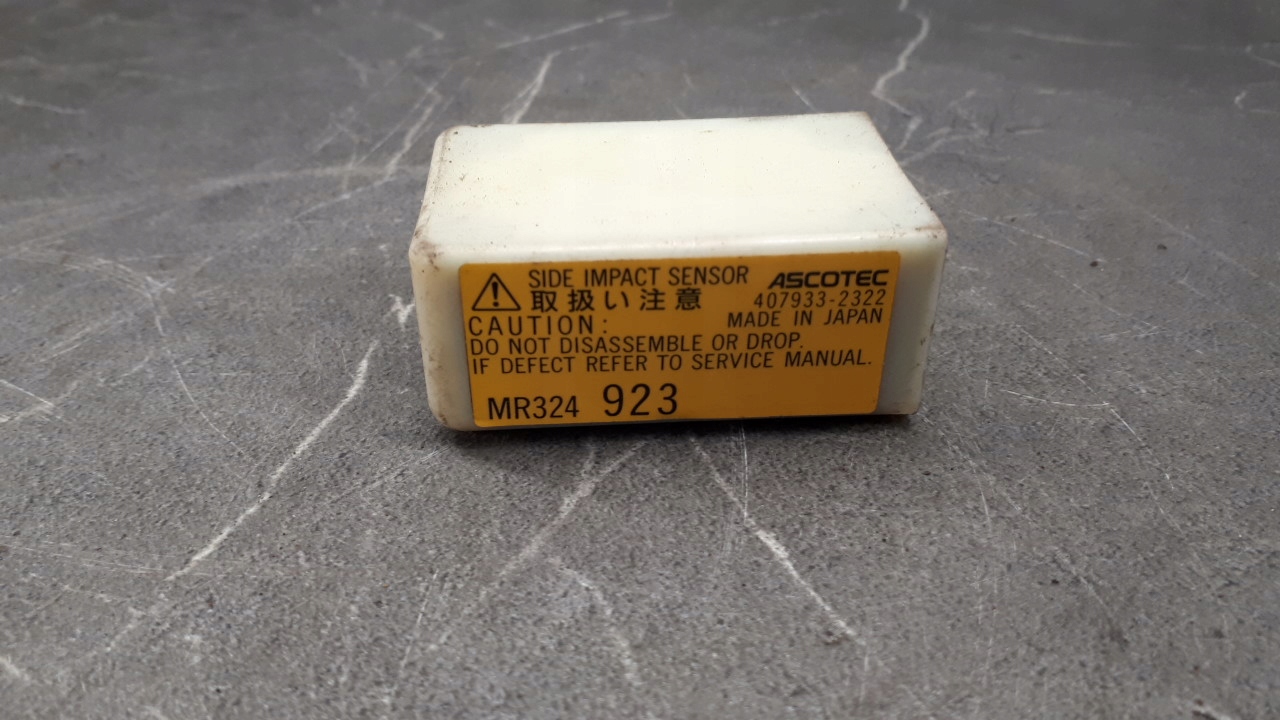 SIDE IMPACT SENSOR
ASCOTEC
取扱い注意
407933-2322
CAUTION:
MADE IN JAPAN
DO NOT DISASSEMBLE OR DROP.
IF DEFECT REFER TO SERVICE MANUAL.
MR324 923